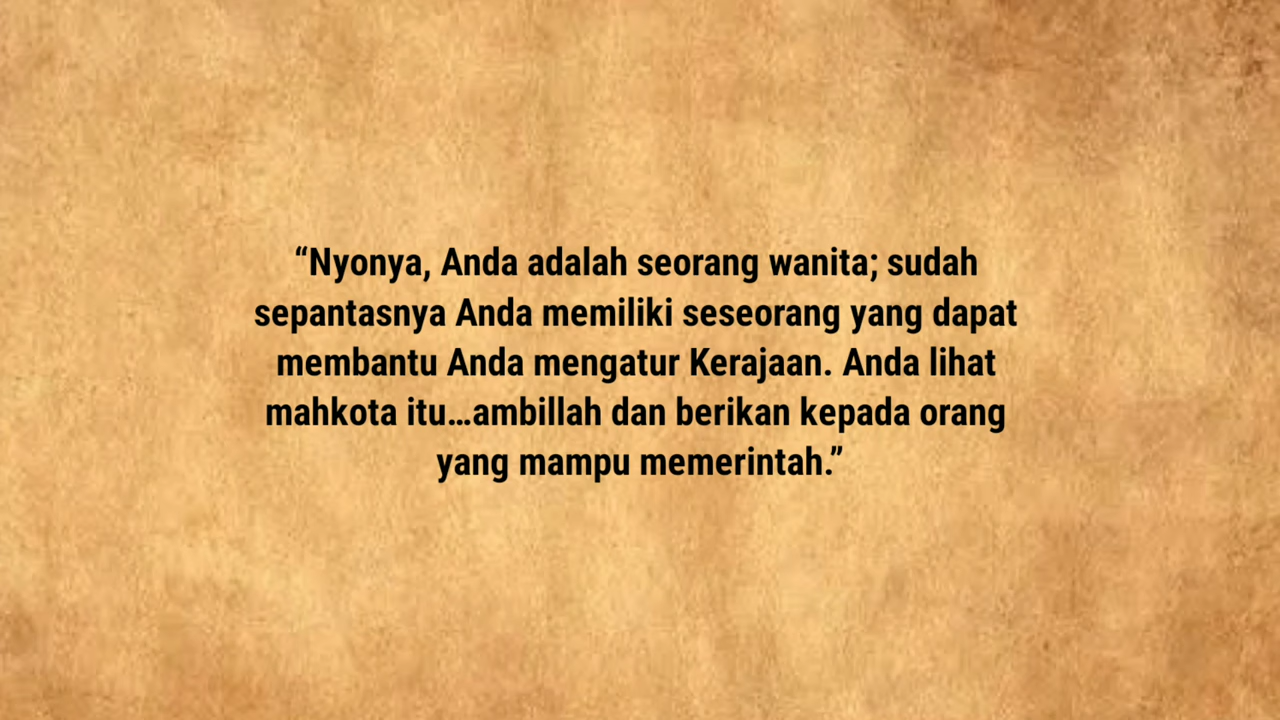 “Nyonya, Anda adalah seorang wanita; sudah
sepantasnya Anda memiliki seseorang yang dapat
membantu Anda mengatur Kerajaan. Anda lihat
mahkota itu…ambillah dan berikan kepada orang
yang mampu memerintah.”